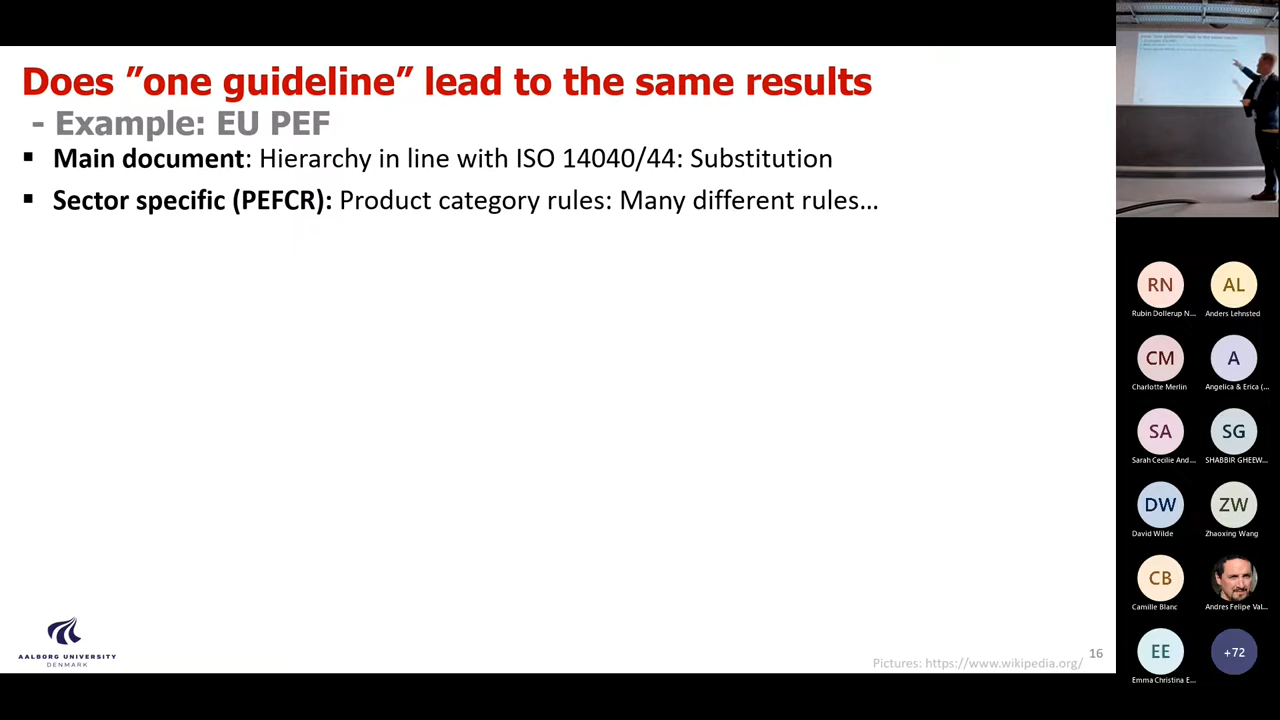 Does ”one guideline” lead to the same results
- Example: EU PEF
▪ Main document: Hierarchy in line with ISO 14040/44: Substitution
▪ Sector specific (PEFCR): Product category rules: Many different rules…
AALBORG UNIVERSITY
DENMARK
Pictures: https://www.wikipedia.org/
16
RN
AL
Rubin Dollerup N...
Anders Lehnsted
CM
A
Charlotte Merlin
Angelica & Erica (...
SA
SG
Sarah Cecilie And...
SHABBIR GHEEW...
DW
ZW
David Wilde
Zhaoxing Wang
CB
Camille Blanc
Andres Felipe Val...
EE
+72
Emma Christina E...